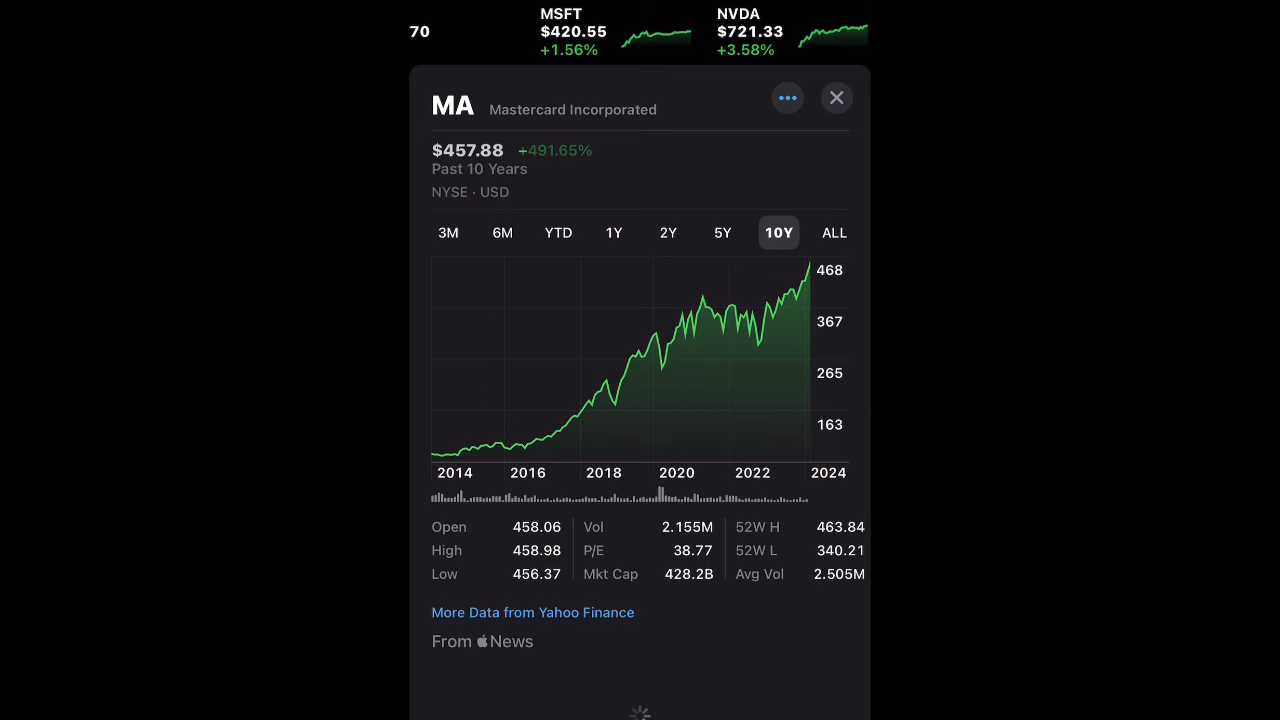 70
MSFT
$420.55
+1.56%
NVDA
$721.33
+3.58%
MA Mastercard Incorporated
$457.88 +491.65%
Past 10 Years
NYSE · USD
3M 6M YTD 1Y 2Y 5Y 10Y ALL
468
367
265
163
2014 2016 2018 2020 2022 2024
Open 458.06 Vol 2.155M 52W H 463.84
High 458.98 P/E 38.77 52W L 340.21
Low 456.37 Mkt Cap 428.2B Avg Vol 2.505M
More Data from Yahoo Finance
From News